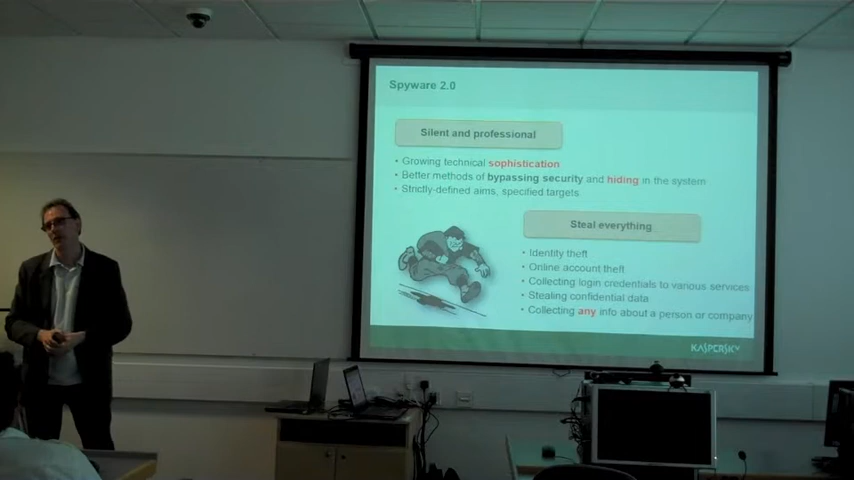 Spyware 2.0
Silent and professional
• Growing technical sophistication
• Better methods of bypassing security and hiding in the system
• Strictly-defined aims, specified targets
Steal everything
• Identity theft
• Online account theft
• Collecting login credentials to various services
• Stealing confidential data
• Collecting any info about a person or company
KASPERSKY